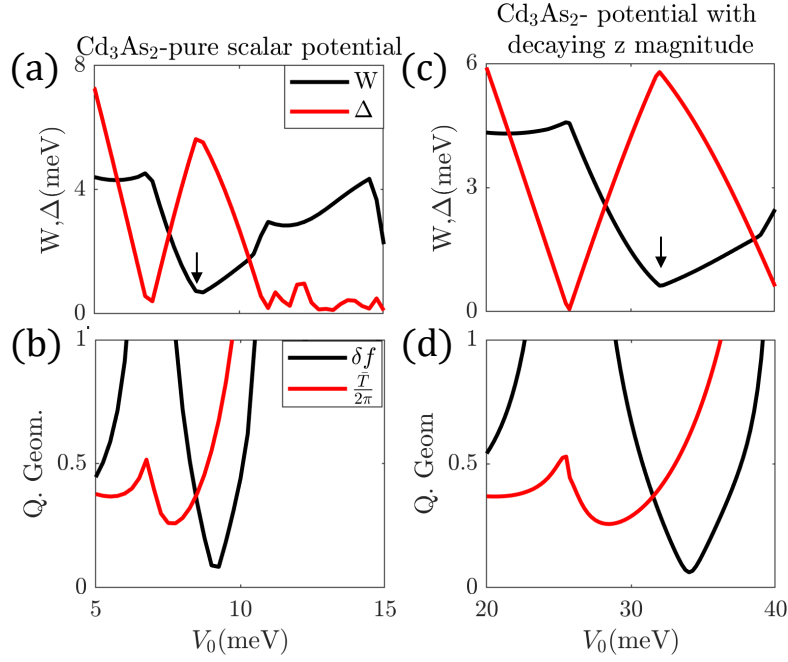 Cd₃As₂-pure scalar potential
Cd₃As₂- potential with
decaying z magnitude
(a)
W,Δ(meV)
8
4
0
W
Δ
(c)
W,Δ(meV)
6
3
0
(b)
Q. Geom.
1
0.5
0
δf
T̄/2π
5
10
15
V₀(meV)
(d)
Q. Geom
1
0.5
0
20
30
40
V₀(meV)